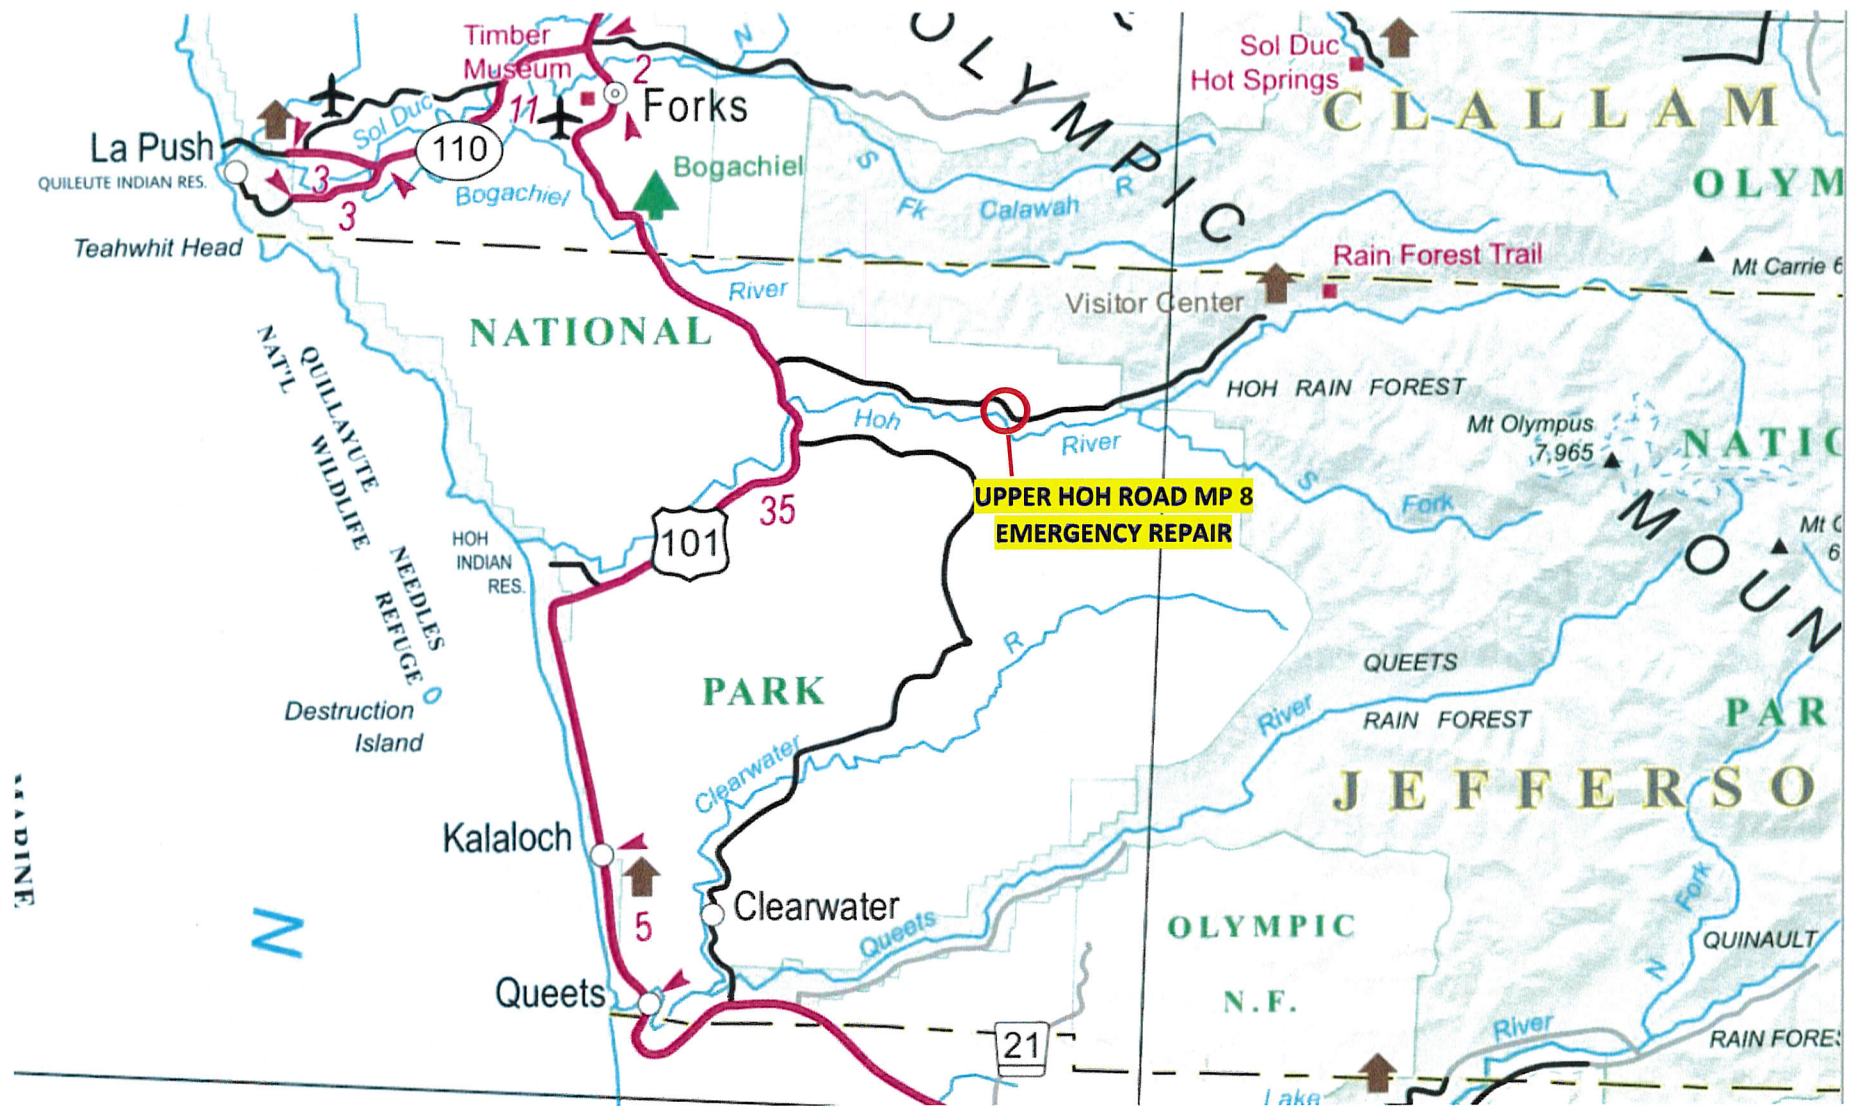 Timber
Museum
2
Forks
11
Sol Duc
110
La Push
QUILEUTE INDIAN RES.
3
3
Bogachiel
Bogachiel
Teahwhit Head
River
N
S
Fk
Calawah
R
OLYMPIC
Sol Duc
Hot Springs
CLALLAM
OLYM
Rain Forest Trail
Visitor Center
Mt Carrie 6
NATIONAL
Hoh
River
HOH RAIN FOREST
Mt Olympus
7,965
NATIC
QUILLAYUTE
NAT'L
WILDLIFE
NEEDLES
REFUGE
HOH
INDIAN
RES.
101
35
UPPER HOH ROAD MP 8
EMERGENCY REPAIR
S
Fork
MOUN
Mt C
6
R
PARK
Destruction
Island
Clearwater
QUEETS
RAIN FOREST
River
PAR
JEFFERSO
Kalaloch
5
Clearwater
Queets
Queets
N
OLYMPIC
N.F.
21
Fork
N
QUINAULT
River
RAIN FORE
Lake